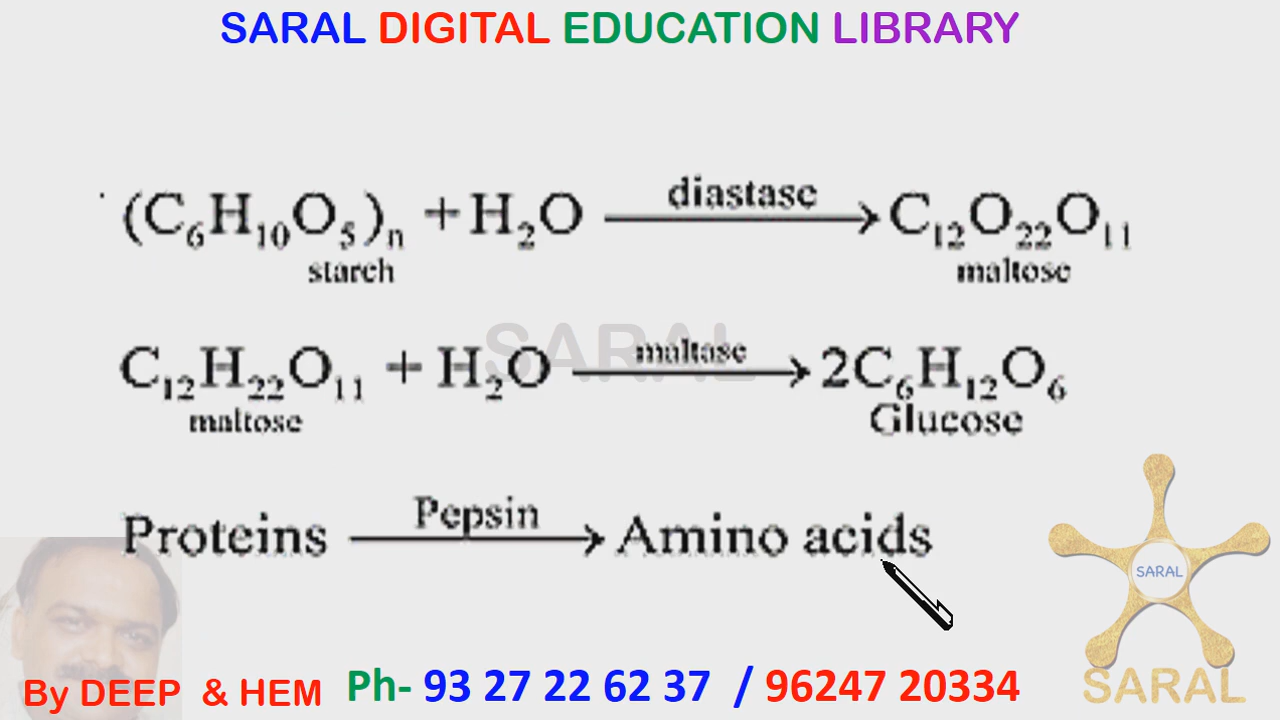 SARAL DIGITAL EDUCATION LIBRARY
(C₆H₁₀O₅)ₙ + H₂O diastase → C₁₂O₂₂O₁₁
starch maltose
SARAL
C₁₂H₂₂O₁₁ + H₂O maltase → 2C₆H₁₂O₆
maltose Glucose
Proteins Pepsin → Amino acids
SARAL
SARAL
By DEEP & HEM Ph- 93 27 22 62 37 / 96247 20334